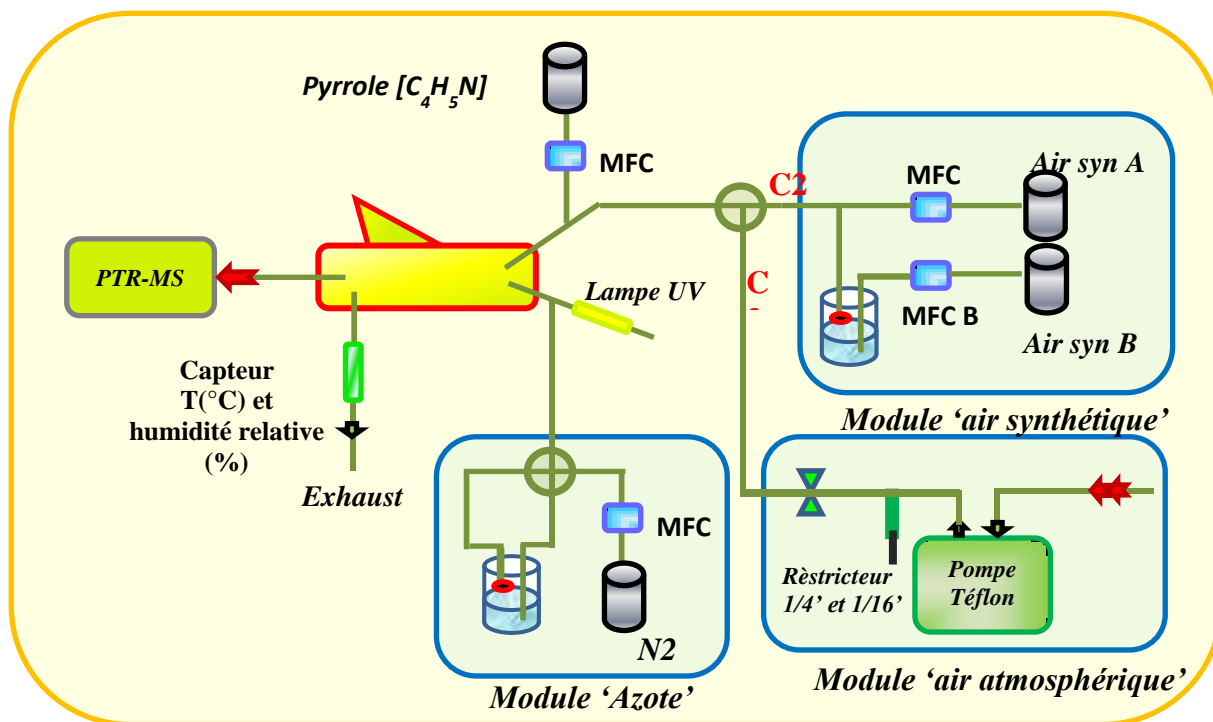 Pyrrole [C4H5N]
MFC
C2
MFC
Air syn A
PTR-MS
Lampe UV
C
MFC B
Air syn B
Capteur
T(°C) et
humidité relative
(%)
Exhaust
Module ‘air synthétique’
MFC
N2
Module ‘Azote’
Rèstricteur
1/4’ et 1/16’
Pompe
Téflon
Module ‘air atmosphérique’